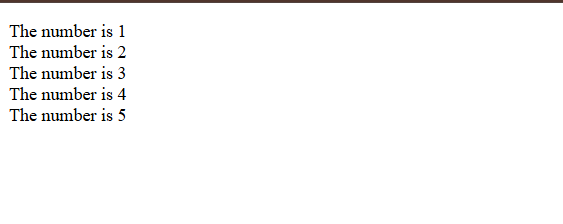 The number is 1
The number is 2
The number is 3
The number is 4
The number is 5